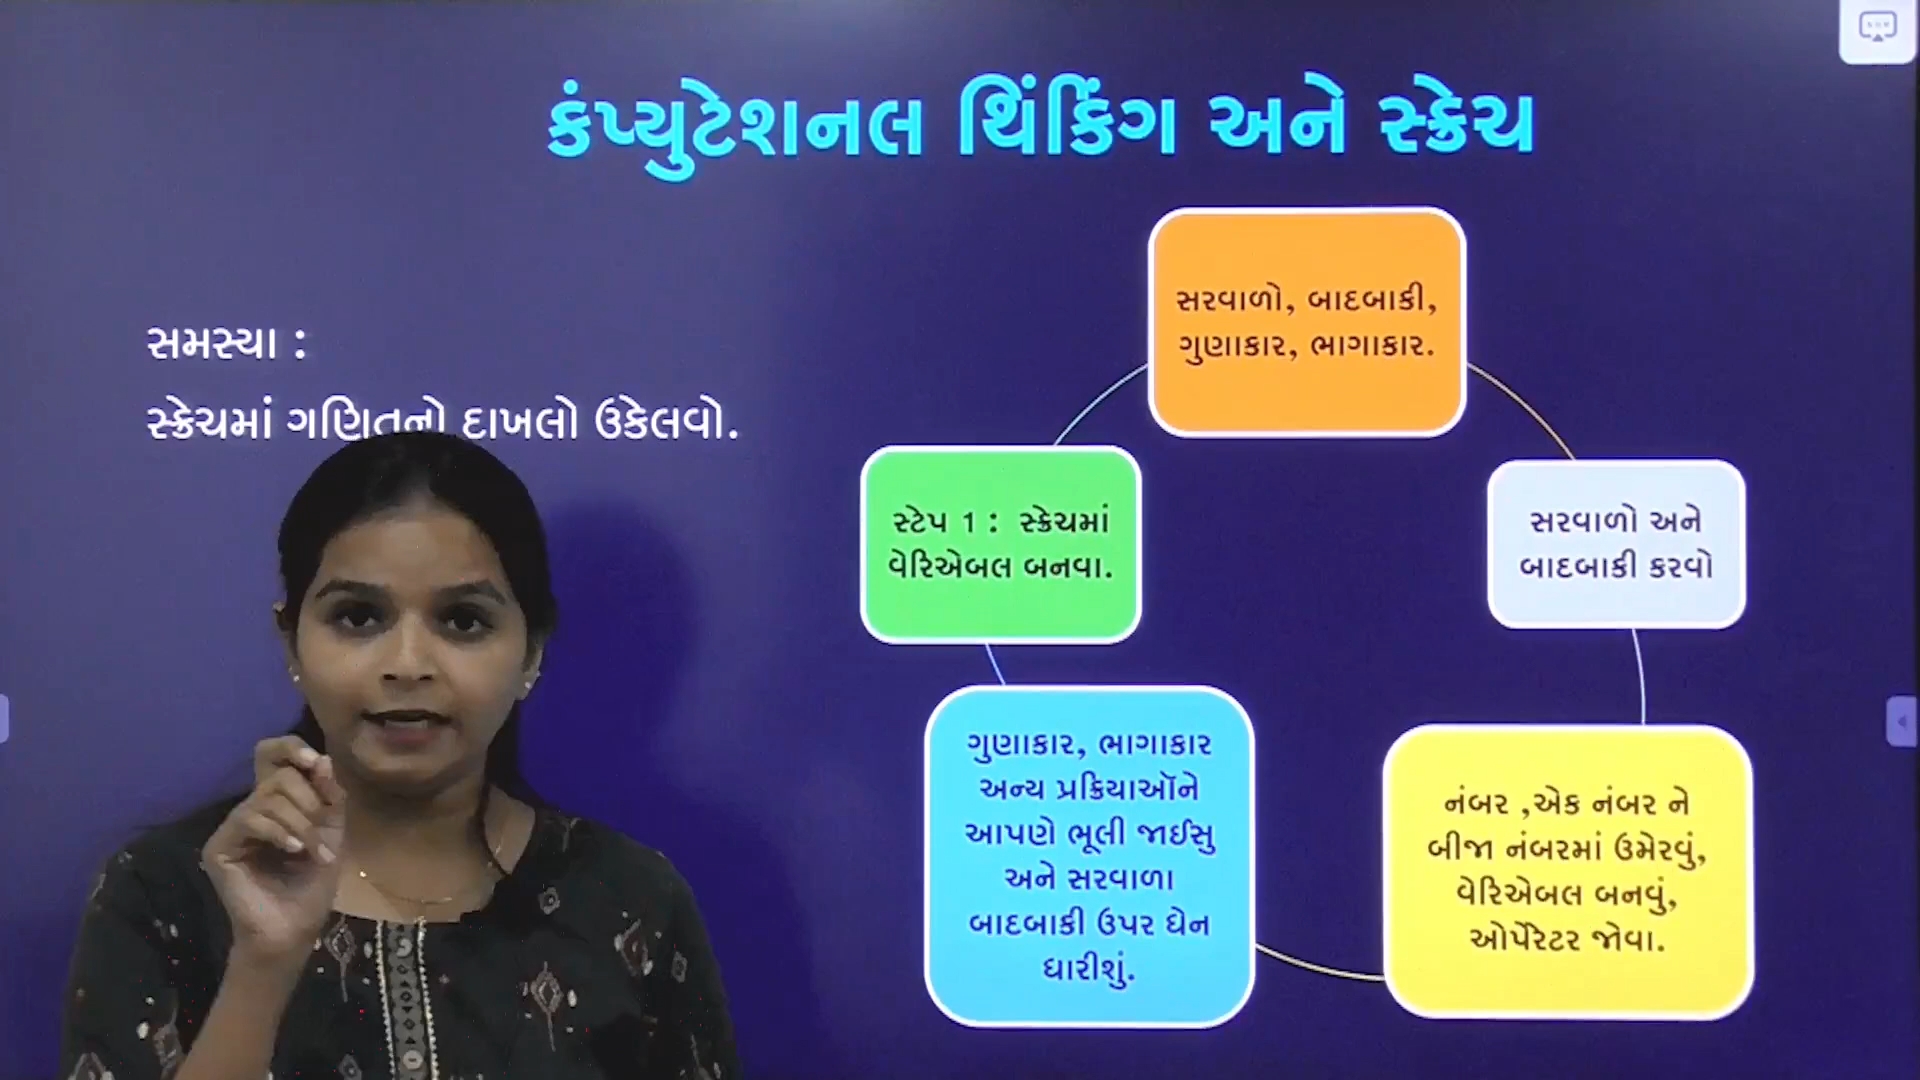 કંપ્યુટેશનલ થિંકિંગ અને સ્ક્રેચ
સમસ્યા :
સ્ક્રેચમાં ગણિતનો દાખલો ઉકેલવો.
સરવાળો, બાદબાકી,
ગુણાકાર, ભાગાકાર.
સરવાળો અને
બાદબાકી કરવો
નંબર ,એક નંબર ને
બીજા નંબરમાં ઉમેરવું,
વેરિએબલ બનવું,
ઓપેરેટર જોવા.
ગુણાકાર, ભાગાકાર
અન્ય પ્રક્રિયાઑને
આપણે ભૂલી જાઈસુ
અને સરવાળા
બાદબાકી ઉપર ઘેન
ધારીશું.
સ્ટેપ 1 : સ્ક્રેચમાં
વેરિએબલ બનવા.